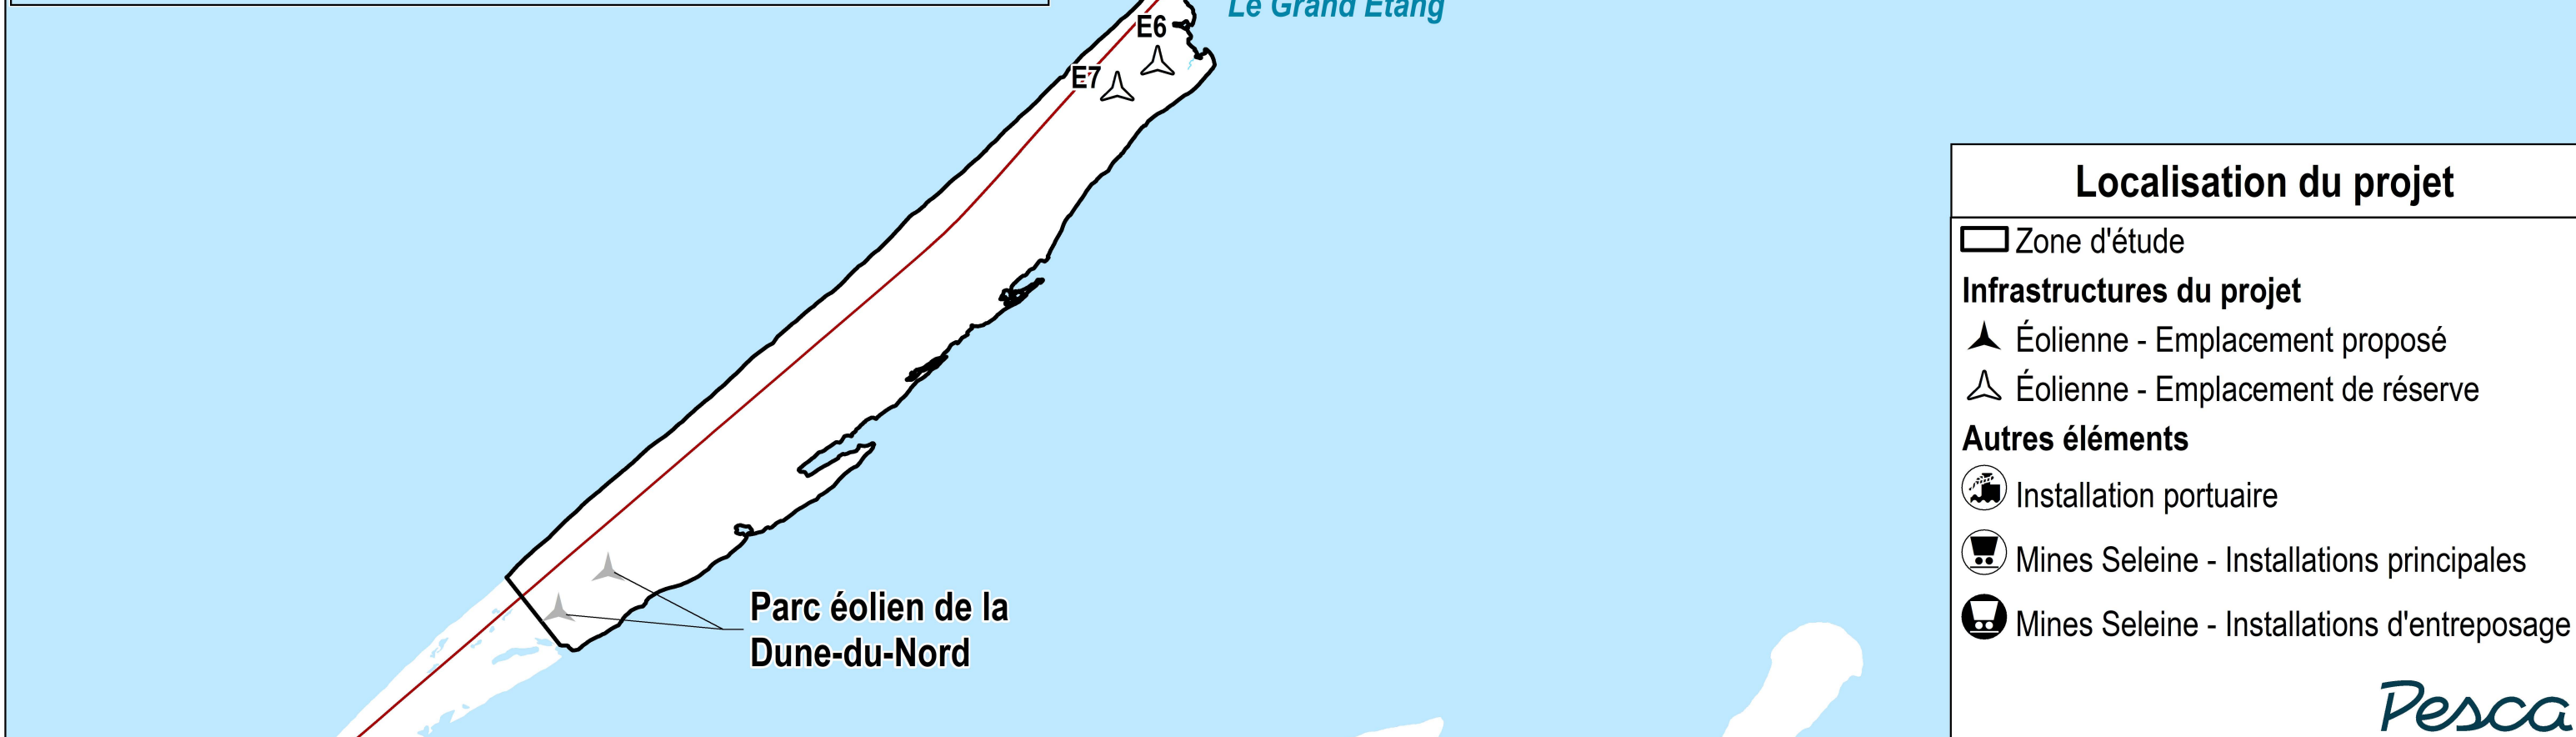 Le Grand Étang
E6
E7
Parc éolien de la
Dune-du-Nord
Localisation du projet
Zone d'étude
Infrastructures du projet
Éolienne - Emplacement proposé
Éolienne - Emplacement de réserve
Autres éléments
Installation portuaire
Mines Seleine - Installations principales
Mines Seleine - Installations d'entreposage
Pesca